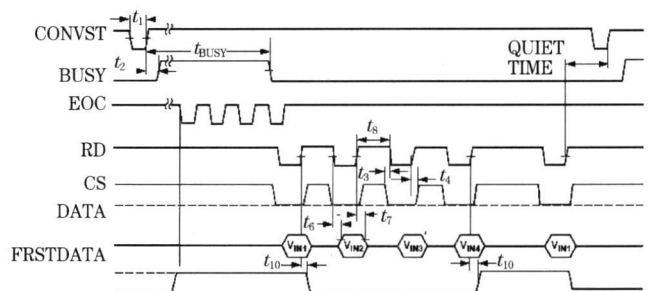 CONVST t1
tBUSY
QUIET
TIME
BUSY t2
EOC
RD t8
t3 t4
CS
DATA
t6 t7
FRSTDATA VIN1 VIN2 VIN3 VIN4 VIN1
t10 t10